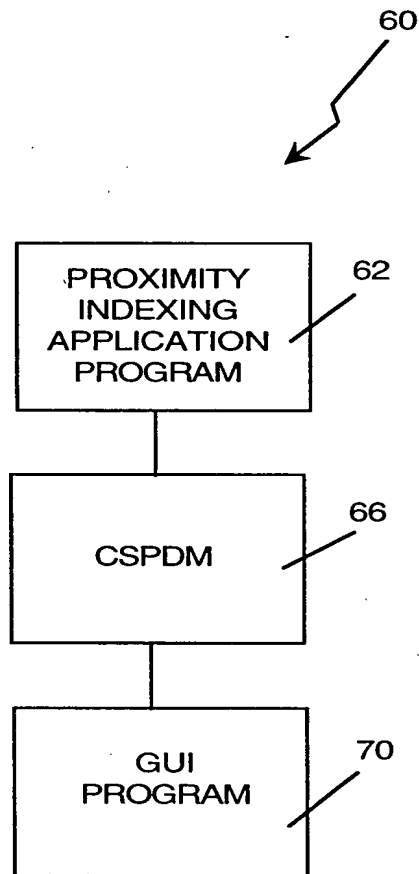 60
PROXIMITY
INDEXING
APPLICATION
PROGRAM
62
CSPDM
66
GUI
PROGRAM
70